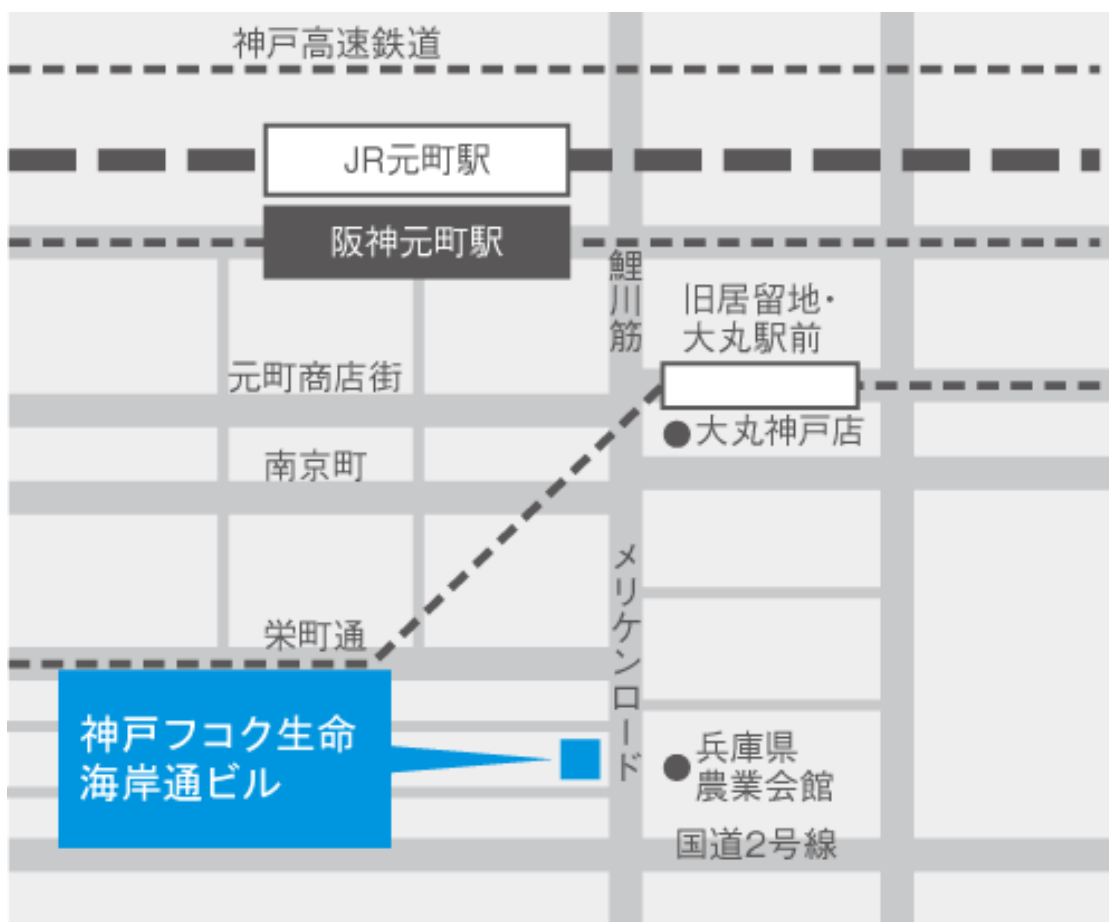 神戸高速鉄道
JR元町駅
阪神元町駅
鯉川筋
旧居留地・
大丸駅前
元町商店街
大丸神戸店
南京町
メリケンロード
栄町通
神戸フコク生命
海岸通ビル
兵庫県
農業会館
国道2号線